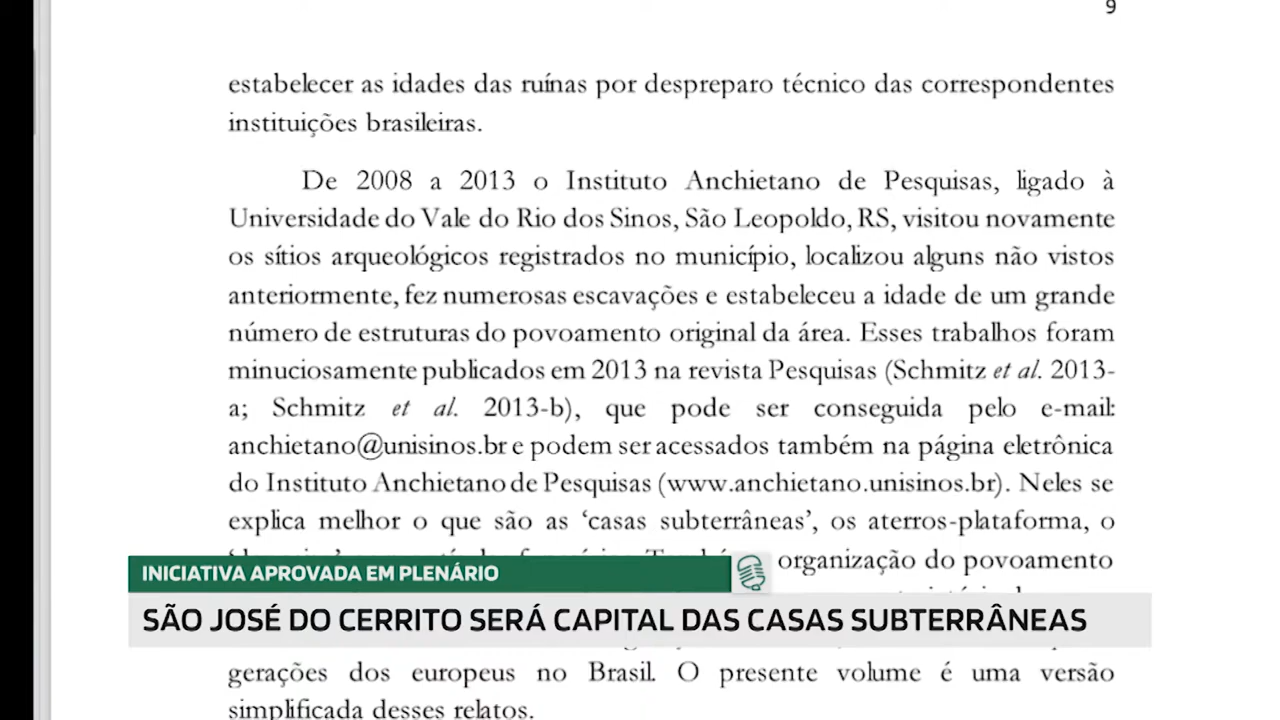 9
estabelecer as idades das ruínas por despreparo técnico das correspondentes
instituições brasileiras.
De 2008 a 2013 o Instituto Anchietano de Pesquisas, ligado à
Universidade do Vale do Rio dos Sinos, São Leopoldo, RS, visitou novamente
os sítios arqueológicos registrados no município, localizou alguns não vistos
anteriormente, fez numerosas escavações e estabeleceu a idade de um grande
número de estruturas do povoamento original da área. Esses trabalhos foram
minuciosamente publicados em 2013 na revista Pesquisas (Schmitz et al. 2013-
a; Schmitz et al. 2013-b), que pode ser conseguida pelo e-mail:
anchietano@unisinos.br e podem ser acessados também na página eletrônica
do Instituto Anchietano de Pesquisas (www.anchietano.unisinos.br). Neles se
explica melhor o que são as ‘casas subterrâneas’, os aterros-plataforma, o
organização do povoamento
INICIATIVA APROVADA EM PLENÁRIO
SÃO JOSÉ DO CERRITO SERÁ CAPITAL DAS CASAS SUBTERRÂNEAS
gerações dos europeus no Brasil. O presente volume é uma versão
simplificada desses relatos.